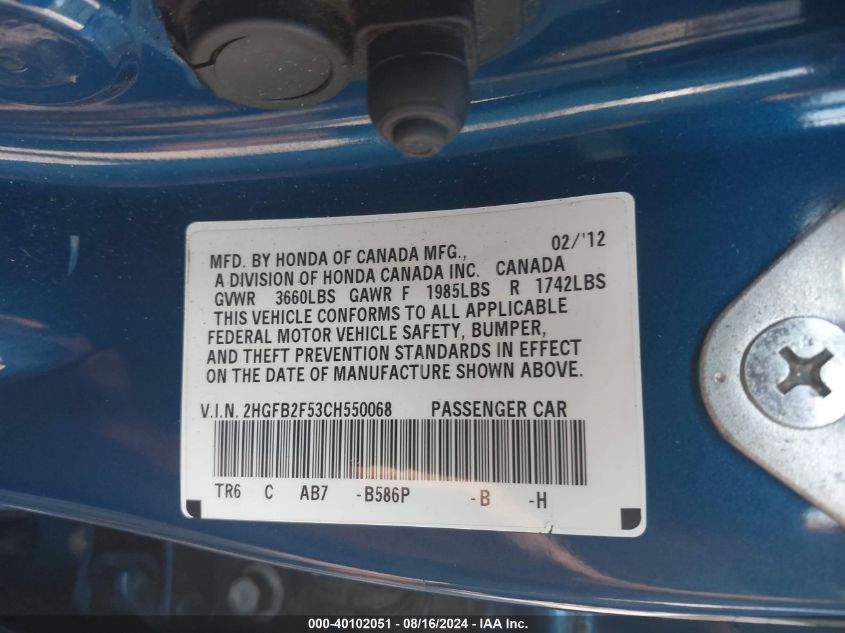 MFD. BY HONDA OF CANADA MFG., 02/'12
A DIVISION OF HONDA CANADA INC. CANADA
GVWR 3660LBS GAWR F 1985LBS R 1742LBS
THIS VEHICLE CONFORMS TO ALL APPLICABLE
FEDERAL MOTOR VEHICLE SAFETY, BUMPER,
AND THEFT PREVENTION STANDARDS IN EFFECT
ON THE DATE OF MANUFACTURE SHOWN ABOVE.
V.I.N. 2HGFB2F53CH550068 PASSENGER CAR
TR6 C AB7 -B586P -B -H
000-40102051 - 08/16/2024 - IAA Inc.